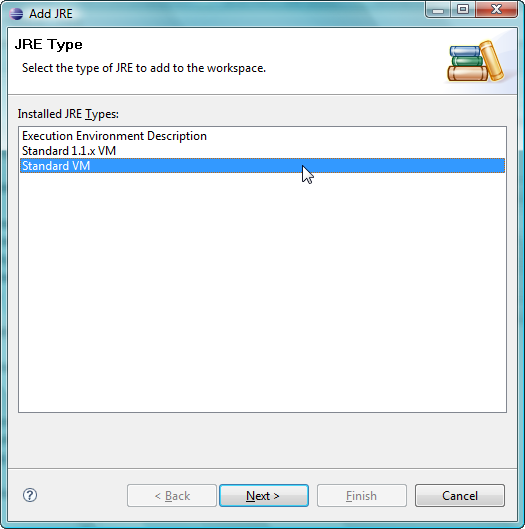 Add JRE
JRE Type
Select the type of JRE to add to the workspace.
Installed JRE Types:
Execution Environment Description
Standard 1.1.x VM
Standard VM
? < Back Next > Finish Cancel